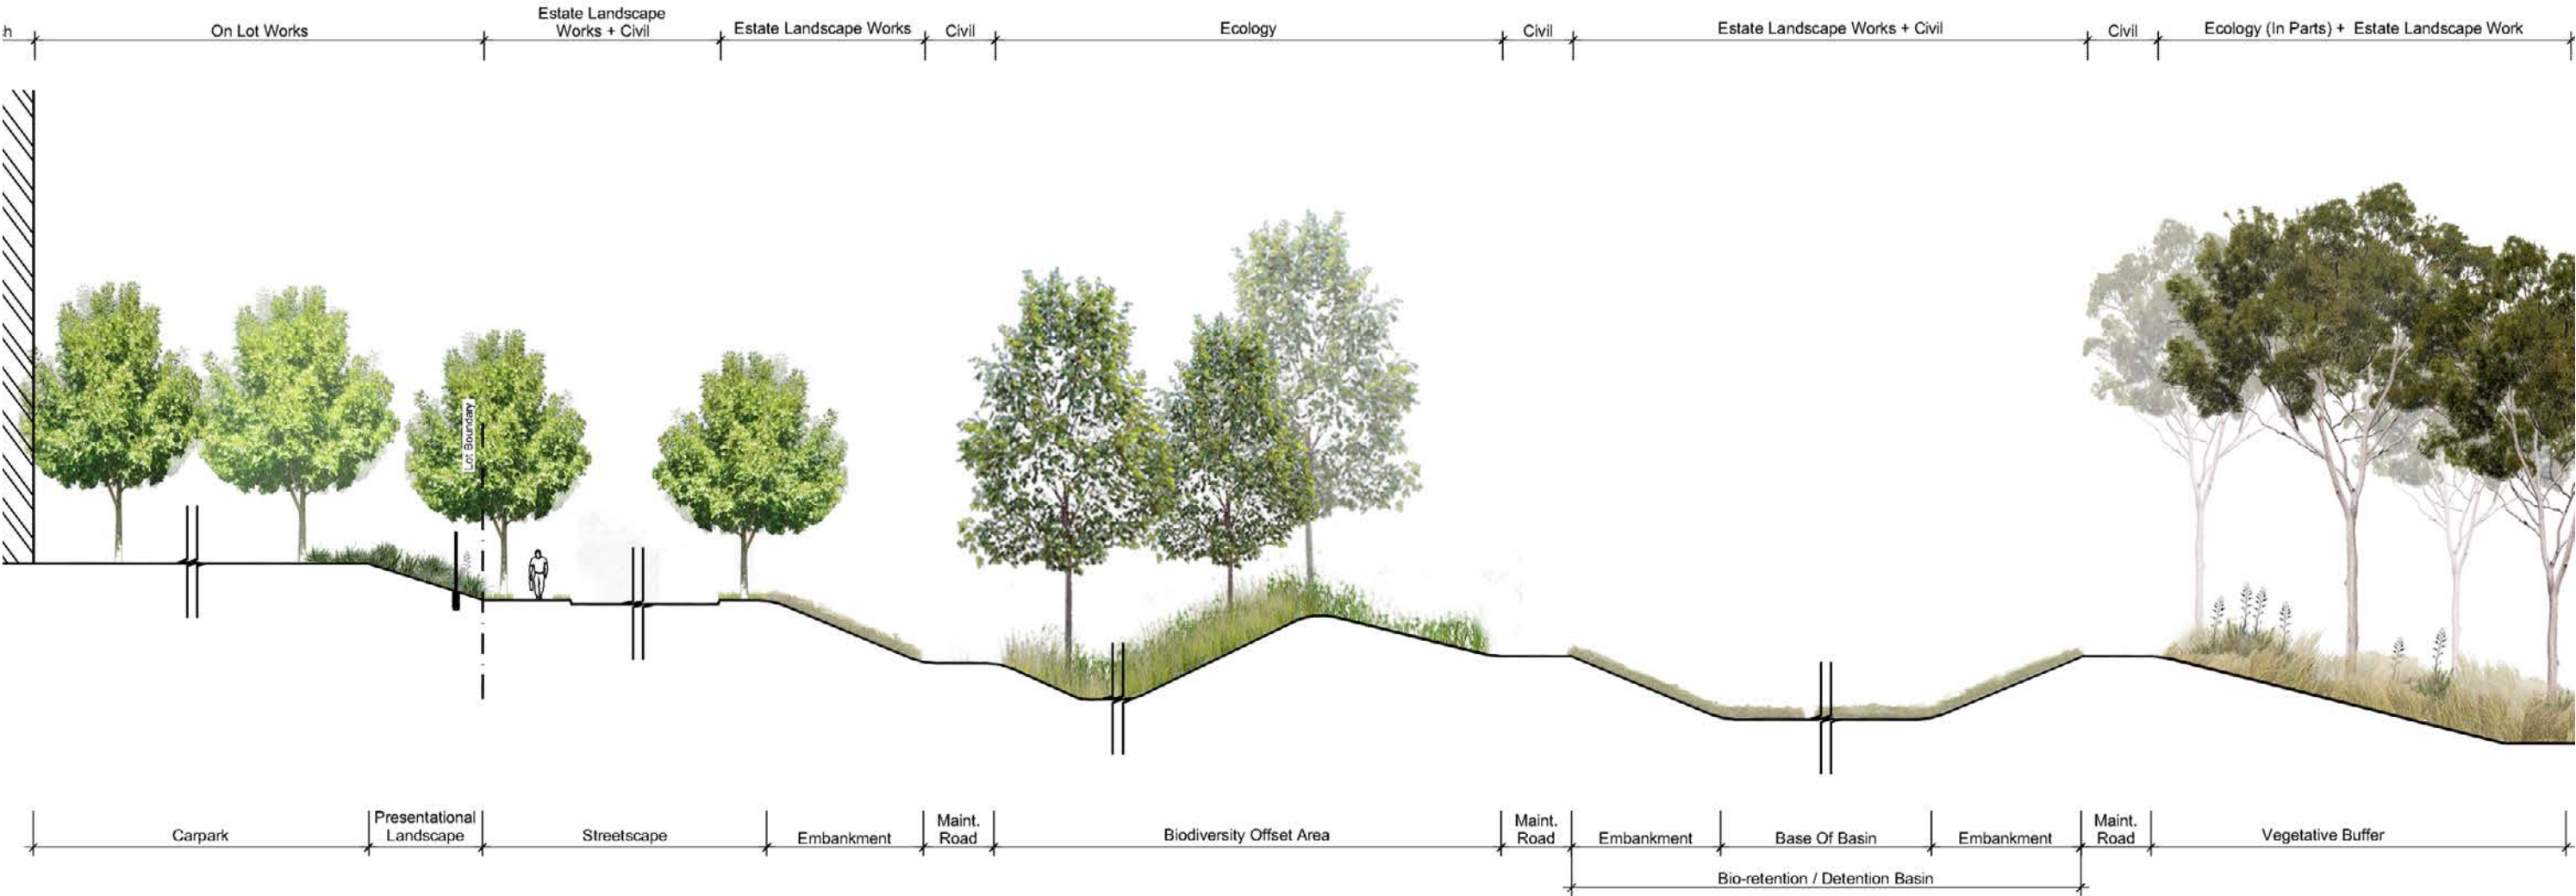 h
On Lot Works
Estate Landscape
Works + Civil
Estate Landscape Works
Civil
Ecology
Civil
Estate Landscape Works + Civil
Civil
Ecology (In Parts) + Estate Landscape Work
Lot Boundary
Carpark
Presentational
Landscape
Streetscape
Embankment
Maint.
Road
Biodiversity Offset Area
Maint.
Road
Embankment
Base Of Basin
Embankment
Maint.
Road
Vegetative Buffer
Bio-retention / Detention Basin